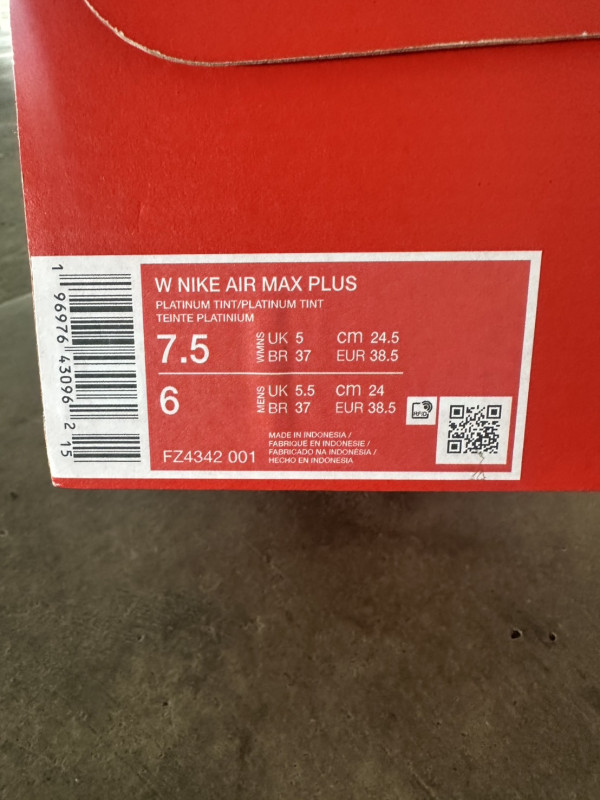 W NIKE AIR MAX PLUS
PLATINUM TINT/PLATINUM TINT
TEINTE PLATINIUM
7.5 WMNS UK 5 cm 24.5
BR 37 EUR 38.5
6 MENS UK 5.5 cm 24
BR 37 EUR 38.5
RFID
FZ4342 001
MADE IN INDONESIA /
FABRIQUE EN INDONESIE /
FABRICADO NA INDONÉSIA /
HECHO EN INDONESIA
1 96976 43096 2 15